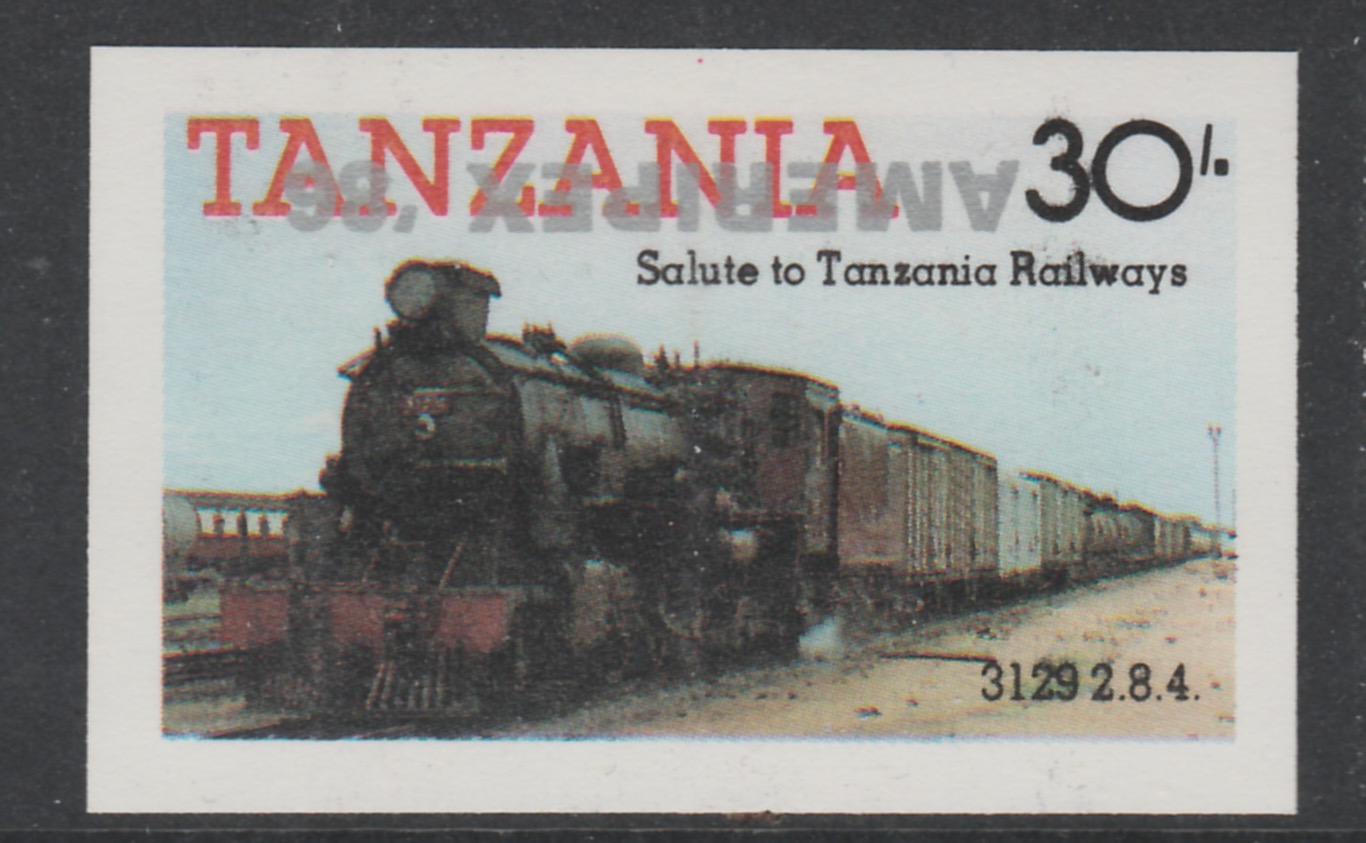 TANZANIA 30/-
AMERIPEX '86
Salute to Tanzania Railways
3129 2.8.4.